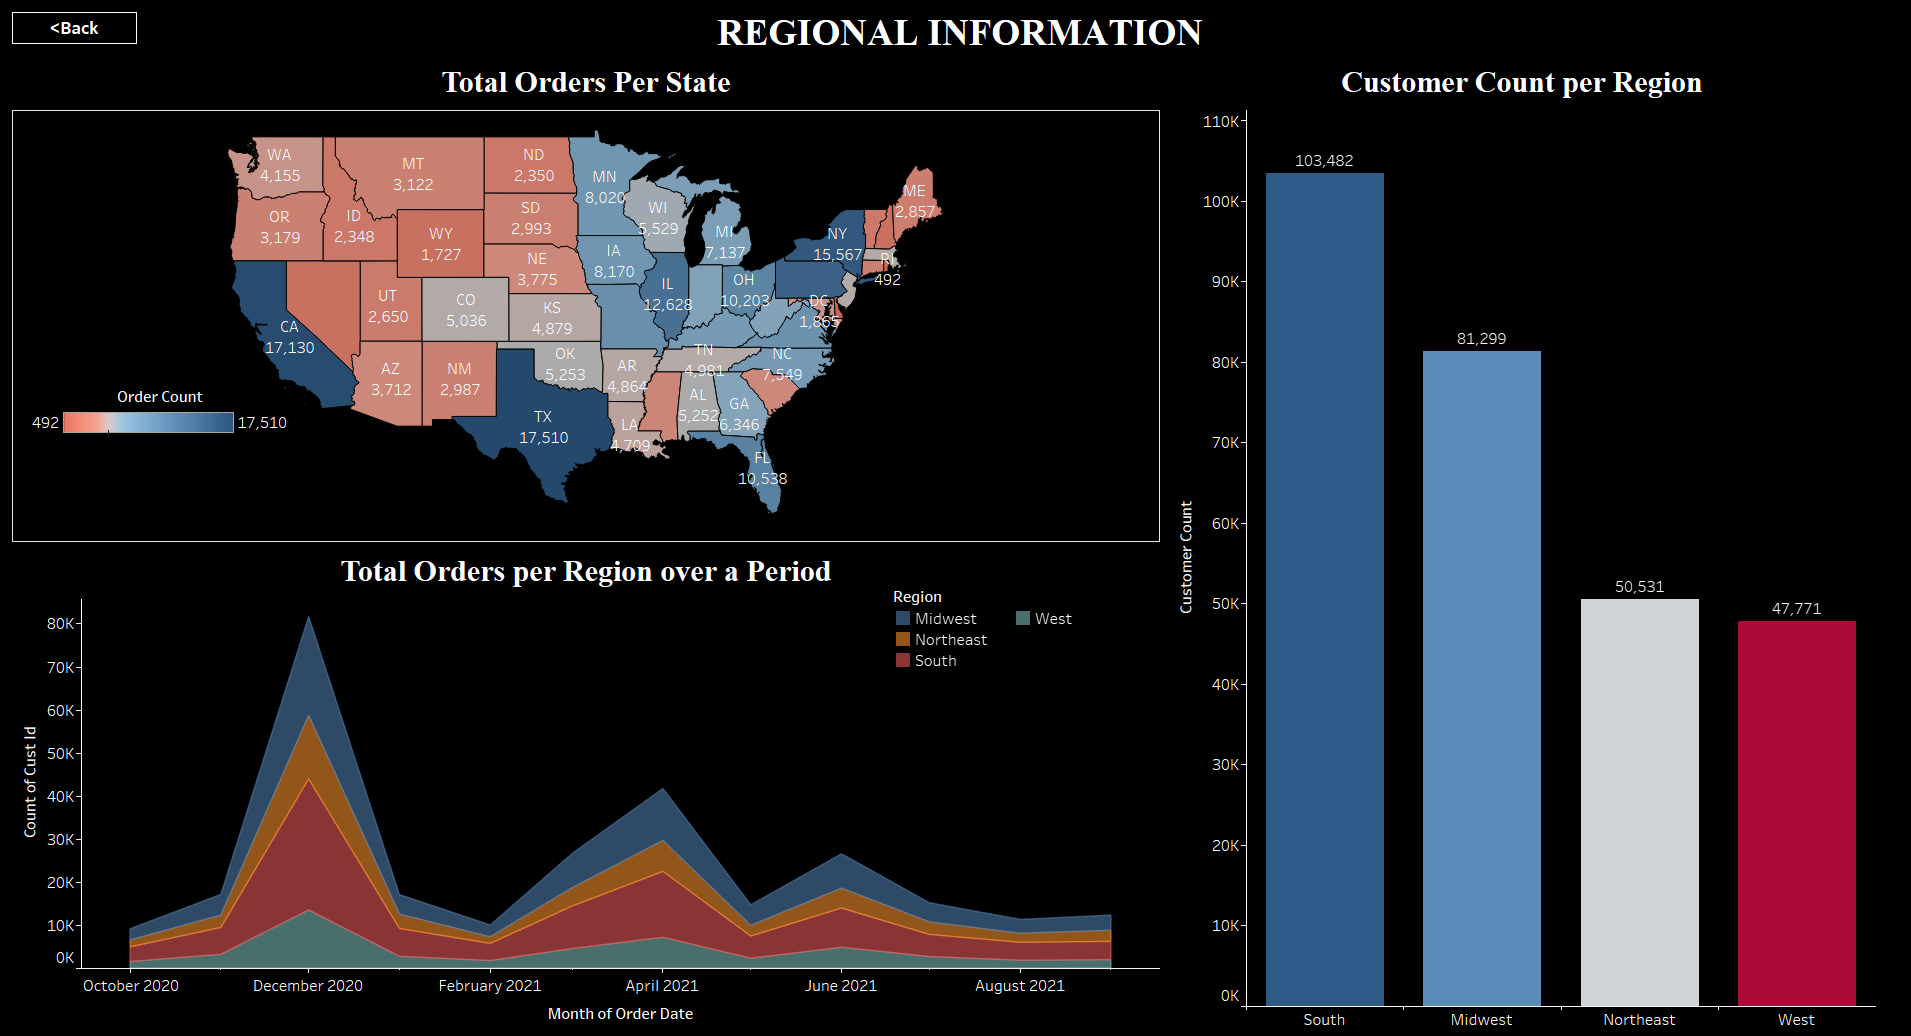 <Back
REGIONAL INFORMATION
Total Orders Per State
WA
4,155
MT
3,122
ND
2,350
MN
8,020
ME
2,857
OR
3,179
ID
2,348
WY
1,727
SD
2,993
WI
5,529
MI
7,137
NY
15,567
NE
3,775
IA
8,170
IL
12,628
OH
10,203
RI
492
UT
2,650
CO
5,036
KS
4,879
DC
1,865
CA
17,130
AZ
3,712
NM
2,987
OK
5,253
AR
4,864
TN
4,981
NC
7,549
AL
5,252
GA
6,346
TX
17,510
LA
4,709
FL
10,538
Order Count
492
17,510
Total Orders per Region over a Period
Region
Midwest
West
Northeast
South
Count of Cust Id
80K
70K
60K
50K
40K
30K
20K
10K
0K
October 2020
December 2020
February 2021
April 2021
June 2021
August 2021
Month of Order Date
Customer Count per Region
Customer Count
110K
100K
90K
80K
70K
60K
50K
40K
30K
20K
10K
0K
103,482
81,299
50,531
47,771
South
Midwest
Northeast
West